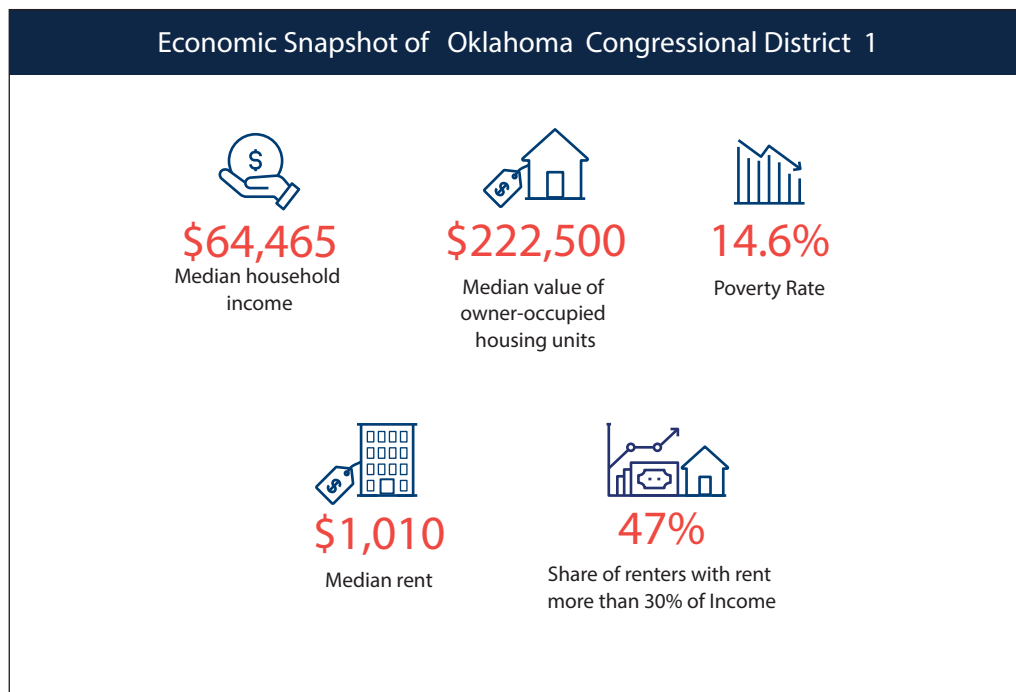 Economic Snapshot of Oklahoma Congressional District 1
$
$
$64,465
Median household
income
$222,500
Median value of
owner-occupied
housing units
14.6%
Poverty Rate
$
$1,010
Median rent
47%
Share of renters with rent
more than 30% of Income